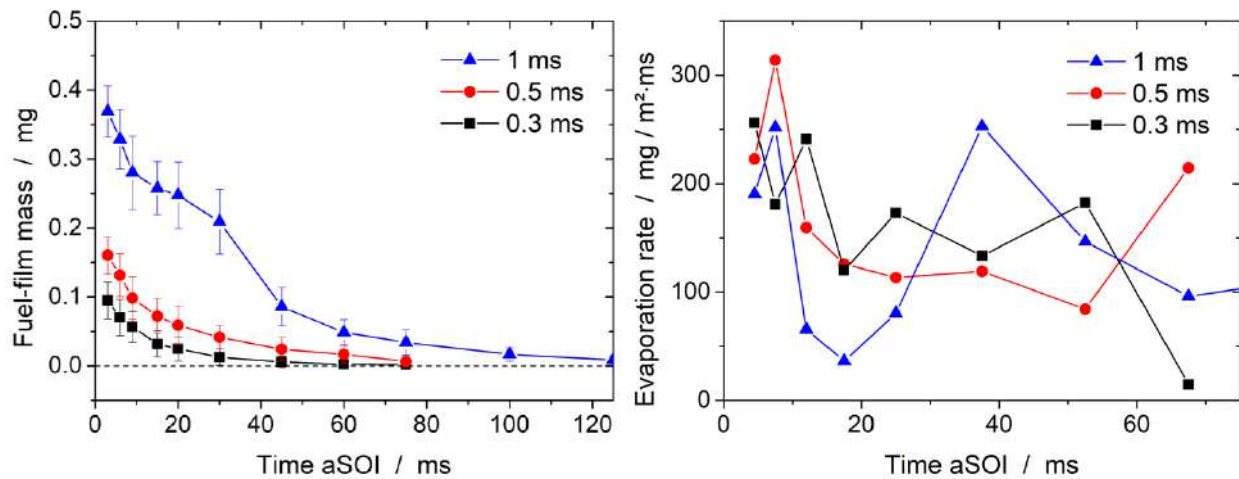 Fuel-film mass / mg
0.5
0.4
0.3
0.2
0.1
0.0
1 ms
0.5 ms
0.3 ms
0 20 40 60 80 100 120
Time aSOI / ms
Evaporation rate / mg / m²·ms
300
200
100
0
1 ms
0.5 ms
0.3 ms
0 20 40 60
Time aSOI / ms